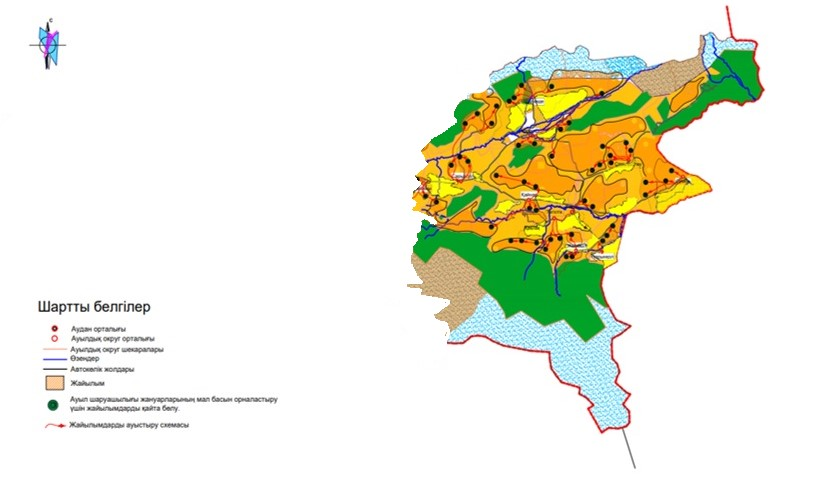 с
Шартты белгілер
Аудан орталығы
Ауылдық округ орталығы
Ауылдық округ шекаралары
Өзендер
Автокөлік жолдары
Жайылым
Ауыл шаруашылығы жануарларының мал басын орналастыру
үшін жайылымдарды қайта бөлу.
Жайылымдарды ауыстыру схемасы